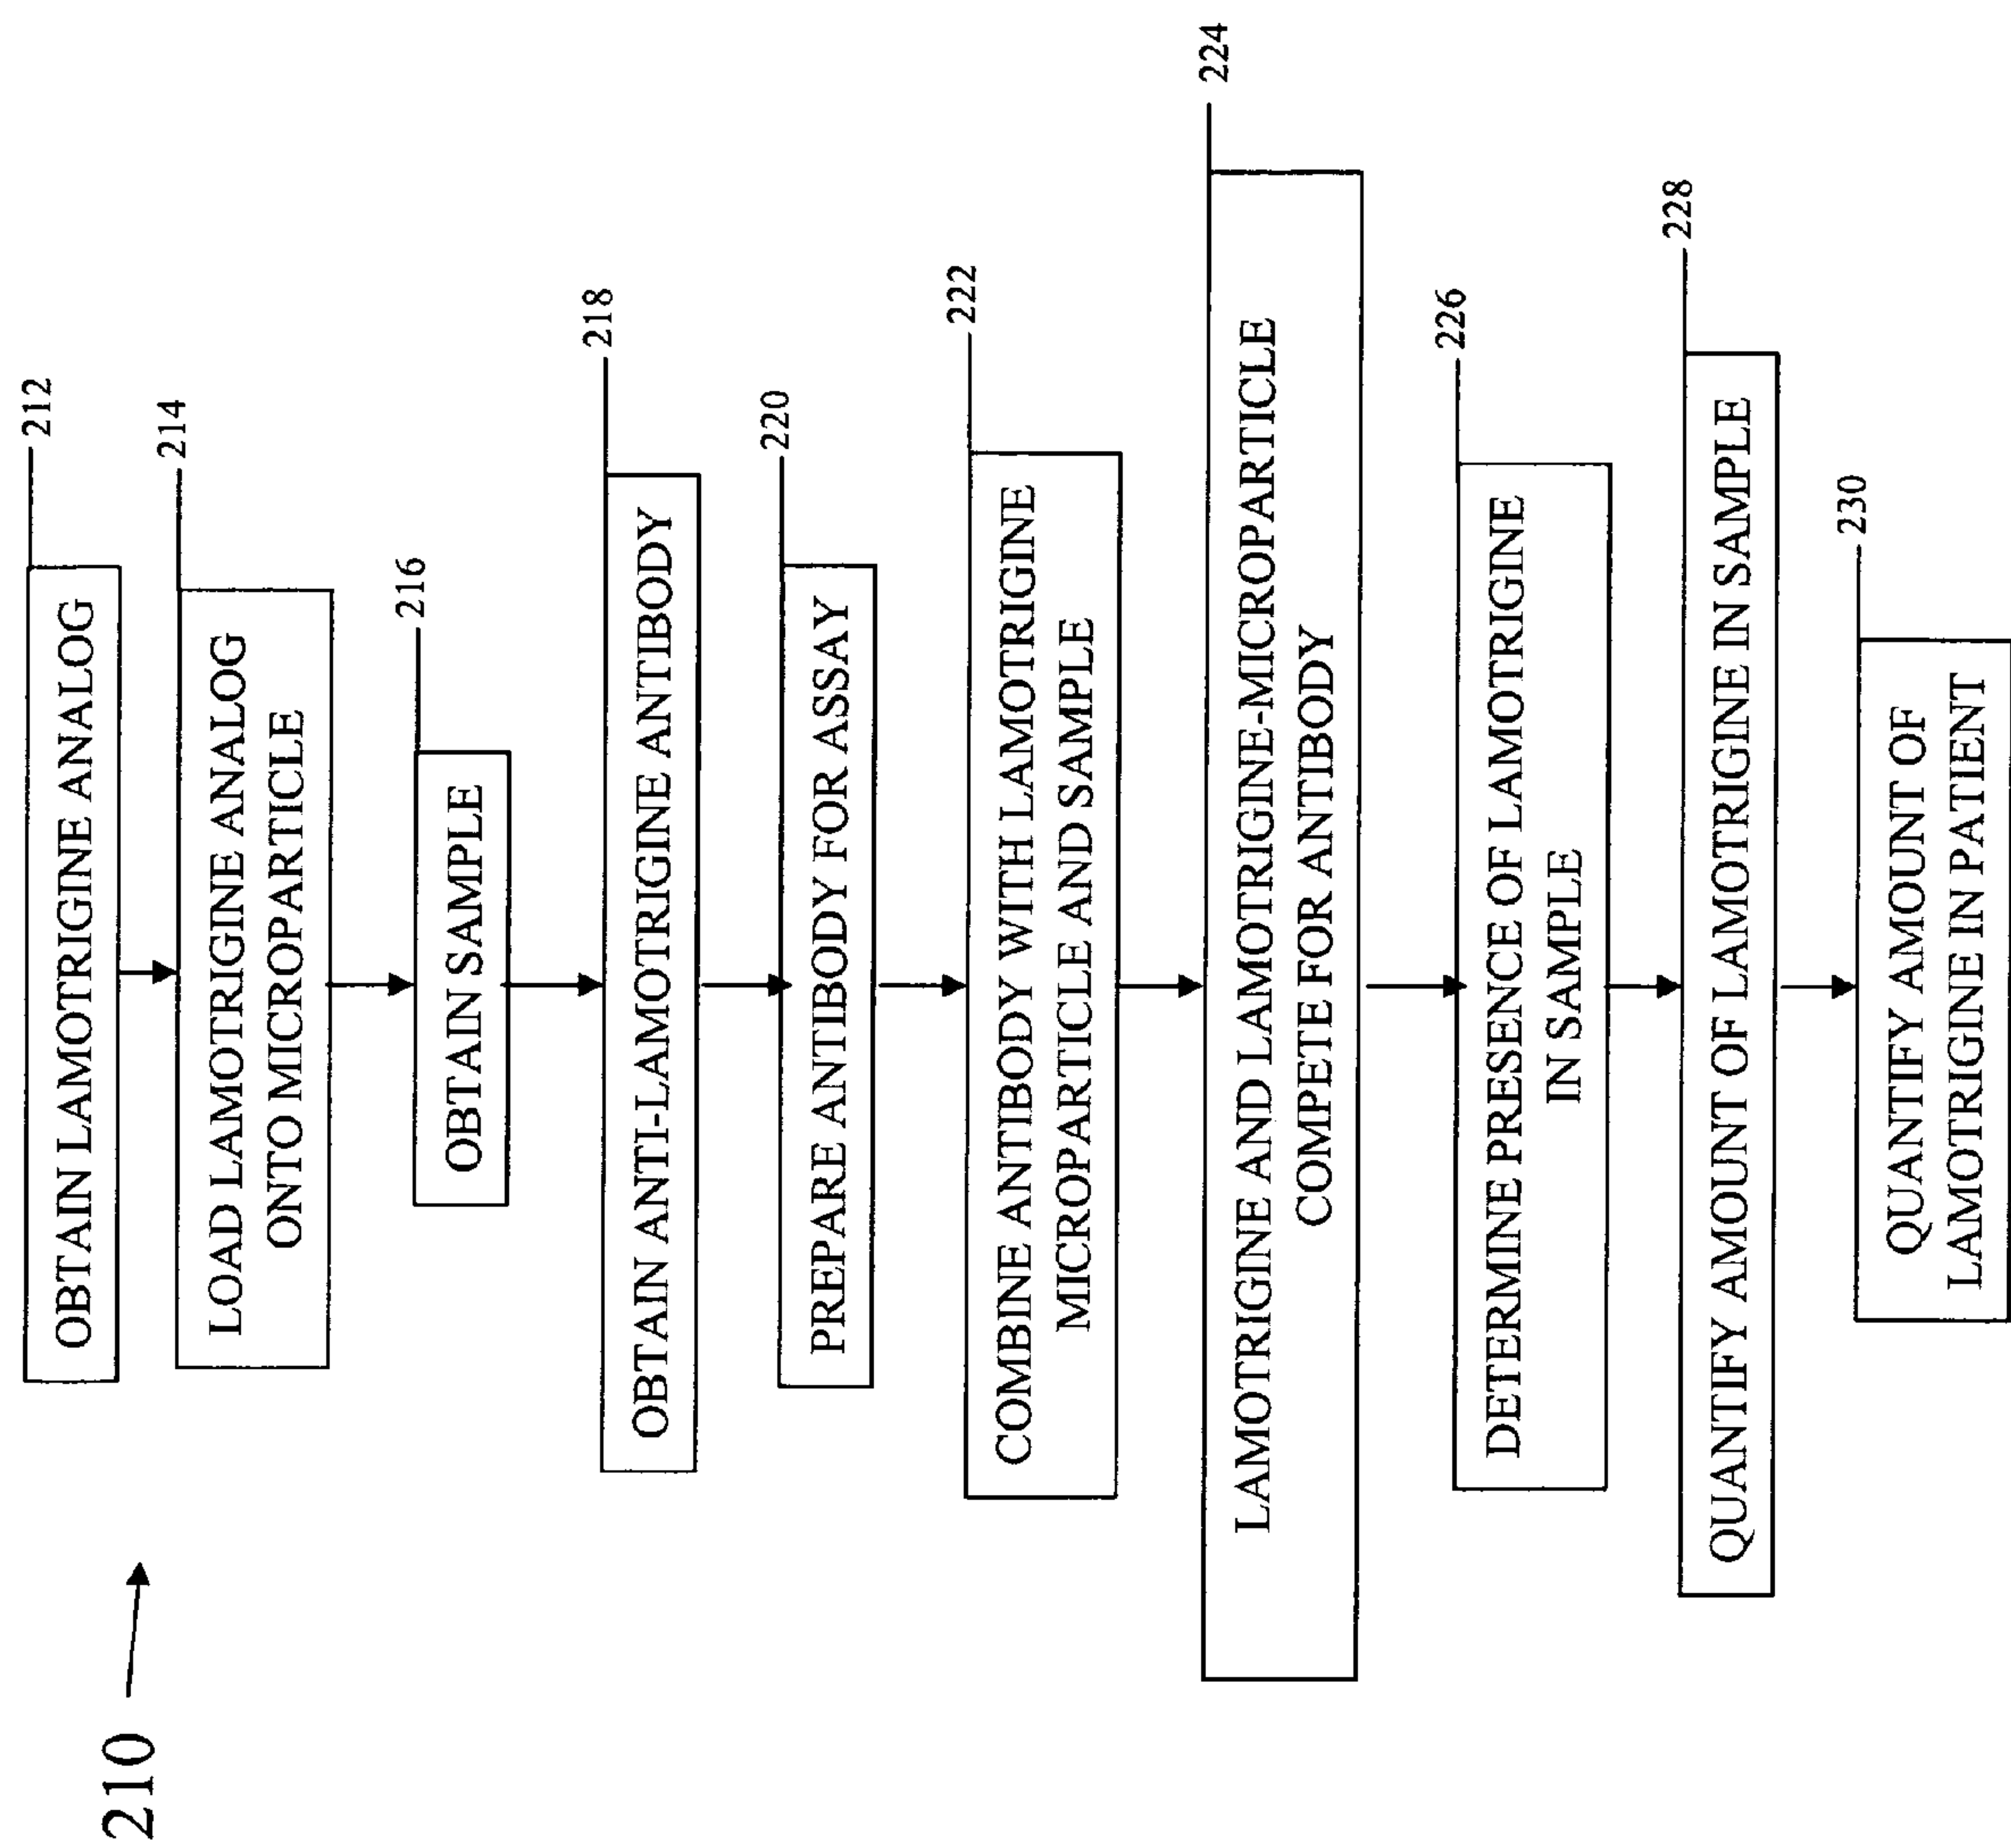 210
OBTAIN LAMOTRIGINE ANALOG
212
LOAD LAMOTRIGINE ANALOG
ONTO MICROPARTICLE
214
OBTAIN SAMPLE
216
OBTAIN ANTI-LAMOTRIGINE ANTIBODY
218
PREPARE ANTIBODY FOR ASSAY
220
COMBINE ANTIBODY WITH LAMOTRIGINE
MICROPARTICLE AND SAMPLE
222
LAMOTRIGINE AND LAMOTRIGINE-MICROPARTICLE
COMPETE FOR ANTIBODY
224
DETERMINE PRESENCE OF LAMOTRIGINE
IN SAMPLE
226
QUANTIFY AMOUNT OF LAMOTRIGINE IN SAMPLE
228
QUANTIFY AMOUNT OF
LAMOTRIGINE IN PATIENT
230